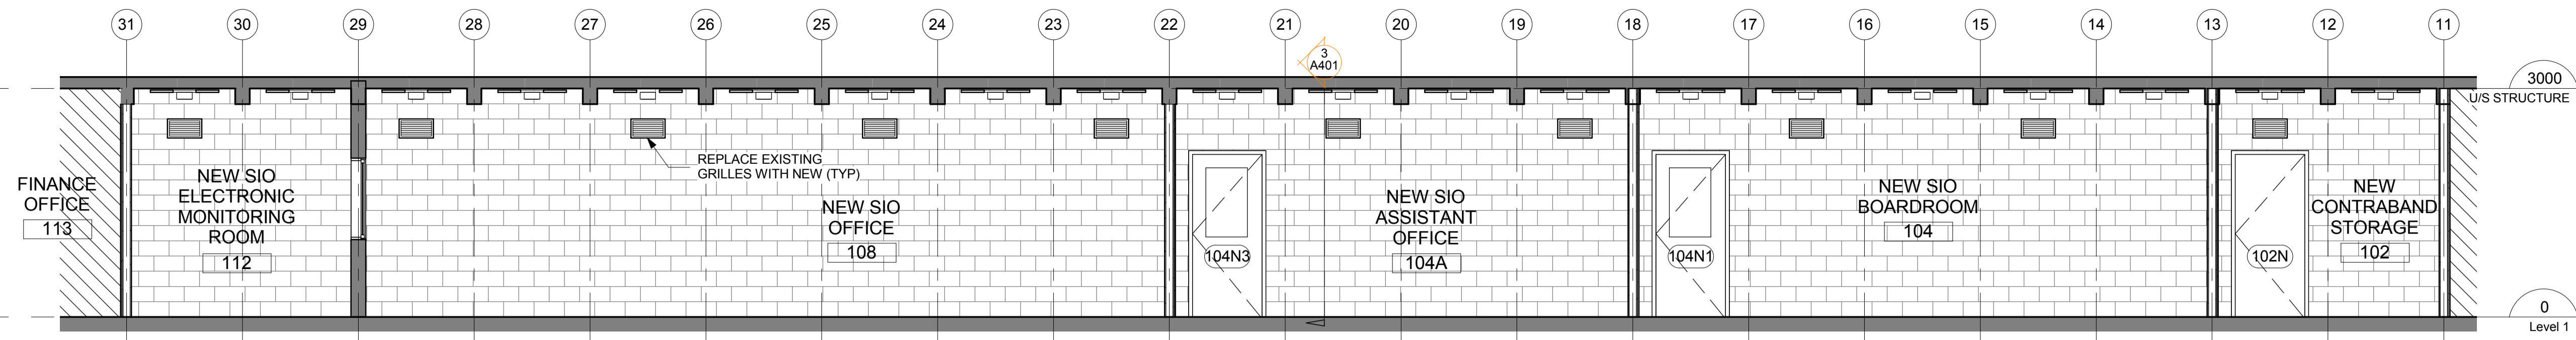 31
30
29
28
27
26
25
24
23
22
21
20
19
18
17
16
15
14
13
12
11
3
A401
3000
U/S STRUCTURE
REPLACE EXISTING
GRILLES WITH NEW (TYP)
FINANCE
OFFICE
113
NEW SIO
ELECTRONIC
MONITORING
ROOM
112
NEW SIO
OFFICE
108
104N3
NEW SIO
ASSISTANT
OFFICE
104A
104N1
NEW SIO
BOARDROOM
104
102N
NEW
CONTRABAND
STORAGE
102
0
Level 1